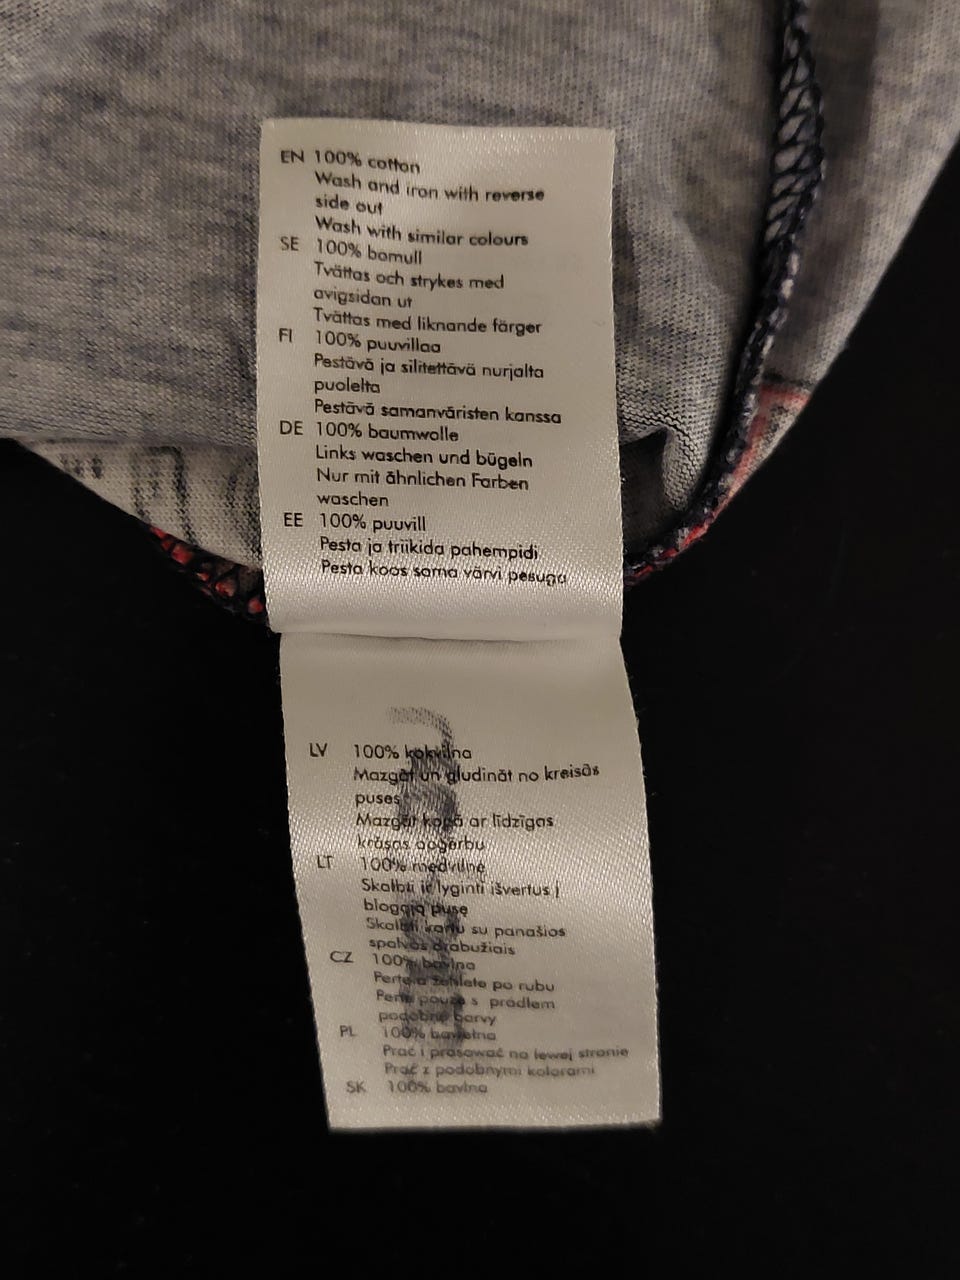 EN 100% cotton
Wash and iron with reverse
side out
Wash with similar colours
SE 100% bomull
Tvättas och strykes med
avigsidan ut
Tvättas med liknande färger
FI 100% puuvillaa
Pestävä ja silitettävä nurjalta
puolelta
Pestävä samanväristen kanssa
DE 100% baumwolle
Links waschen und bügeln
Nur mit ähnlichen Farben
waschen
EE 100% puuvill
Pesta ja triikida pahempidi
Pesta koos sama värvi pesuga
LV 100% kokvilna
Mazgāt un gludināt no kreisās
puses
Mazgāt kopā ar līdzīgas
krāsas apģērbu
LT 100% medvilnė
Skalbti ir lyginti išvertus į
blogąją pusę
Skalbti kartu su panašios
spalvos drabužiais
CZ 100% bavlna
po rubu
Perte pouze s prádlem
podobné barvy
PL 100% bawełna
Prać i prasować na lewej stronie
Prać z podobnymi kolorami
SK 100% bavlna